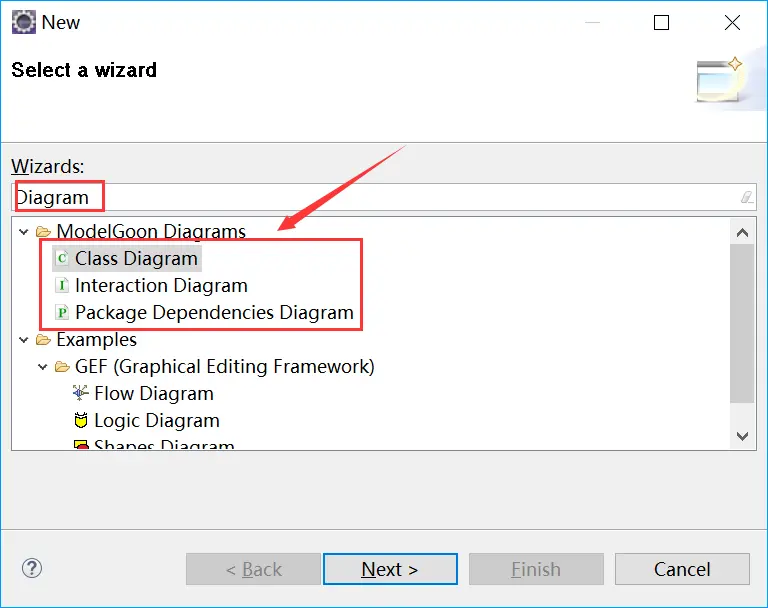 New
Select a wizard
Wizards:
Diagram
ModelGoon Diagrams
C Class Diagram
I Interaction Diagram
P Package Dependencies Diagram
Examples
GEF (Graphical Editing Framework)
Flow Diagram
Logic Diagram
Shapes Diagram
?
< Back
Next >
Finish
Cancel